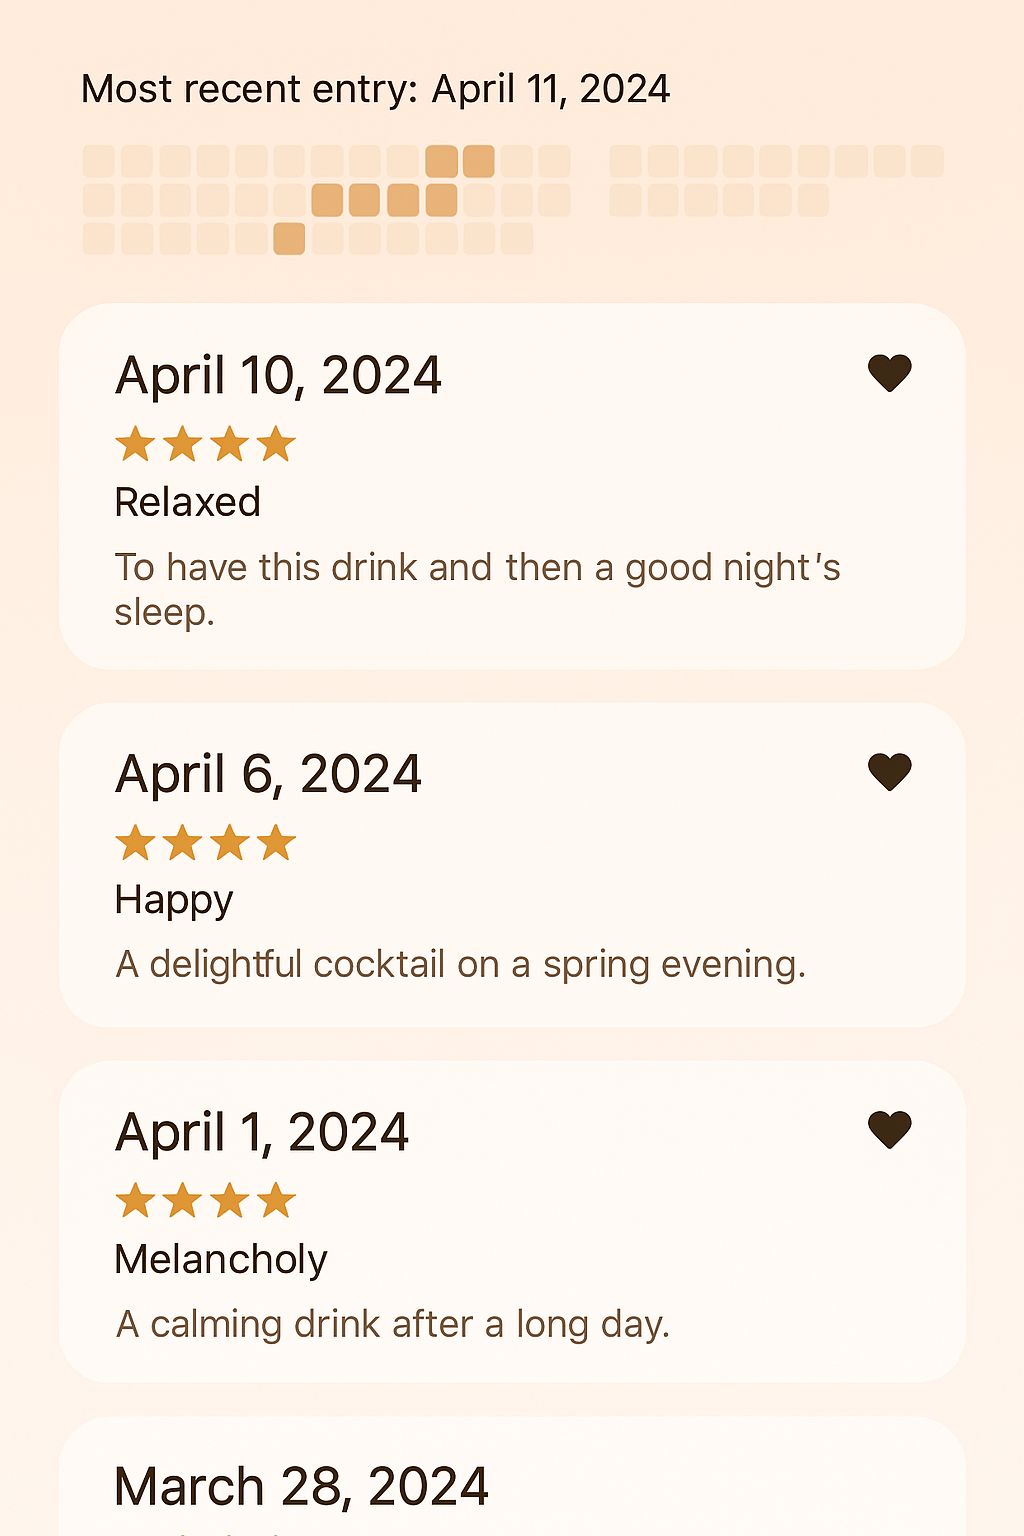 Most recent entry: April 11, 2024
April 10, 2024
Relaxed
To have this drink and then a good night's
sleep.
April 6, 2024
Happy
A delightful cocktail on a spring evening.
April 1, 2024
Melancholy
A calming drink after a long day.
March 28, 2024